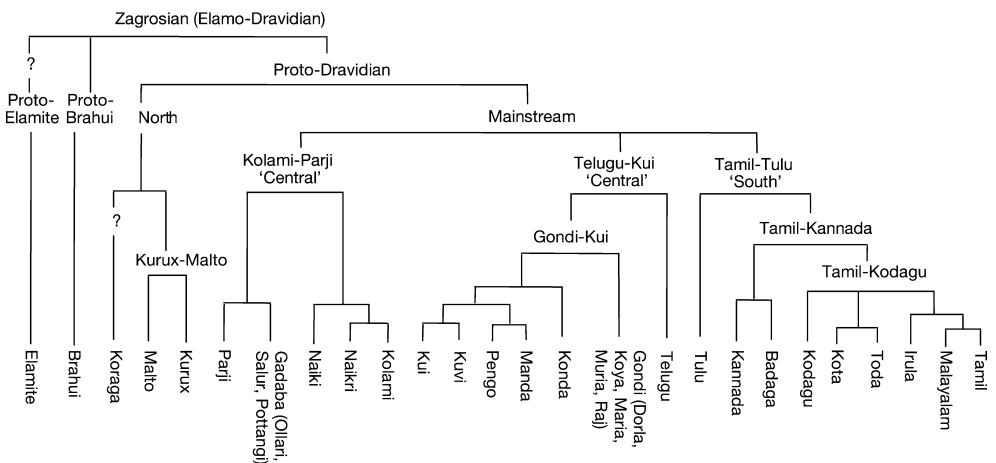 Zagrosian (Elamo-Dravidian)
?
Proto-Dravidian
Proto-
Elamite
Proto-
Brahui
North
Mainstream
Kolami-Parji
‘Central’
Telugu-Kui
‘Central’
Tamil-Tulu
‘South’
?
Tamil-Kannada
Gondi-Kui
Kurux-Malto
Tamil-Kodagu
Elamite
Brahui
Koraga
Malto
Kurux
Parji
Gadaba (Ollari,
Salur, Pottangi)
Naiki
Naikri
Kolami
Kui
Kuvi
Pengo
Manda
Konda
Gondi (Dorla,
Koya, Maria,
Muria, Raj)
Telugu
Tulu
Kannada
Badaga
Kodagu
Kota
Toda
Irula
Malayalam
Tamil